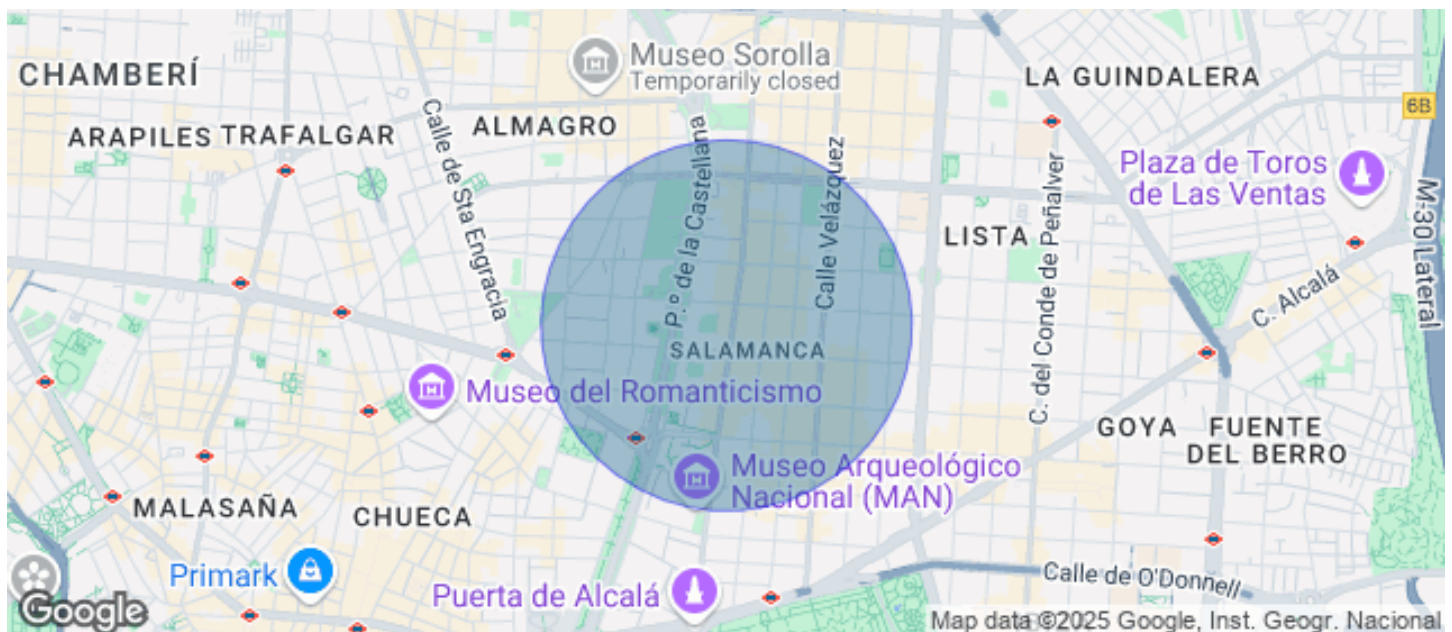 Museo Sorolla
Temporarily closed
CHAMBERÍ
LA GUINDALERA
6B
ARAPILES
TRAFALGAR
ALMAGRO
Calle de Sta Engracia
P.º de la Castellana
Calle Velázquez
C. del Conde de Peñalver
Plaza de Toros
de Las Ventas
M-30 Lateral
LISTA
C. Alcalá
SALAMANCA
Museo del Romanticismo
GOYA
FUENTE
DEL BERRO
Museo Arqueológico
Nacional (MAN)
MALASAÑA
CHUECA
Primark
Puerta de Alcalá
Calle de O'Donnell
Google
Map data ©2025 Google, Inst. Geogr. Nacional